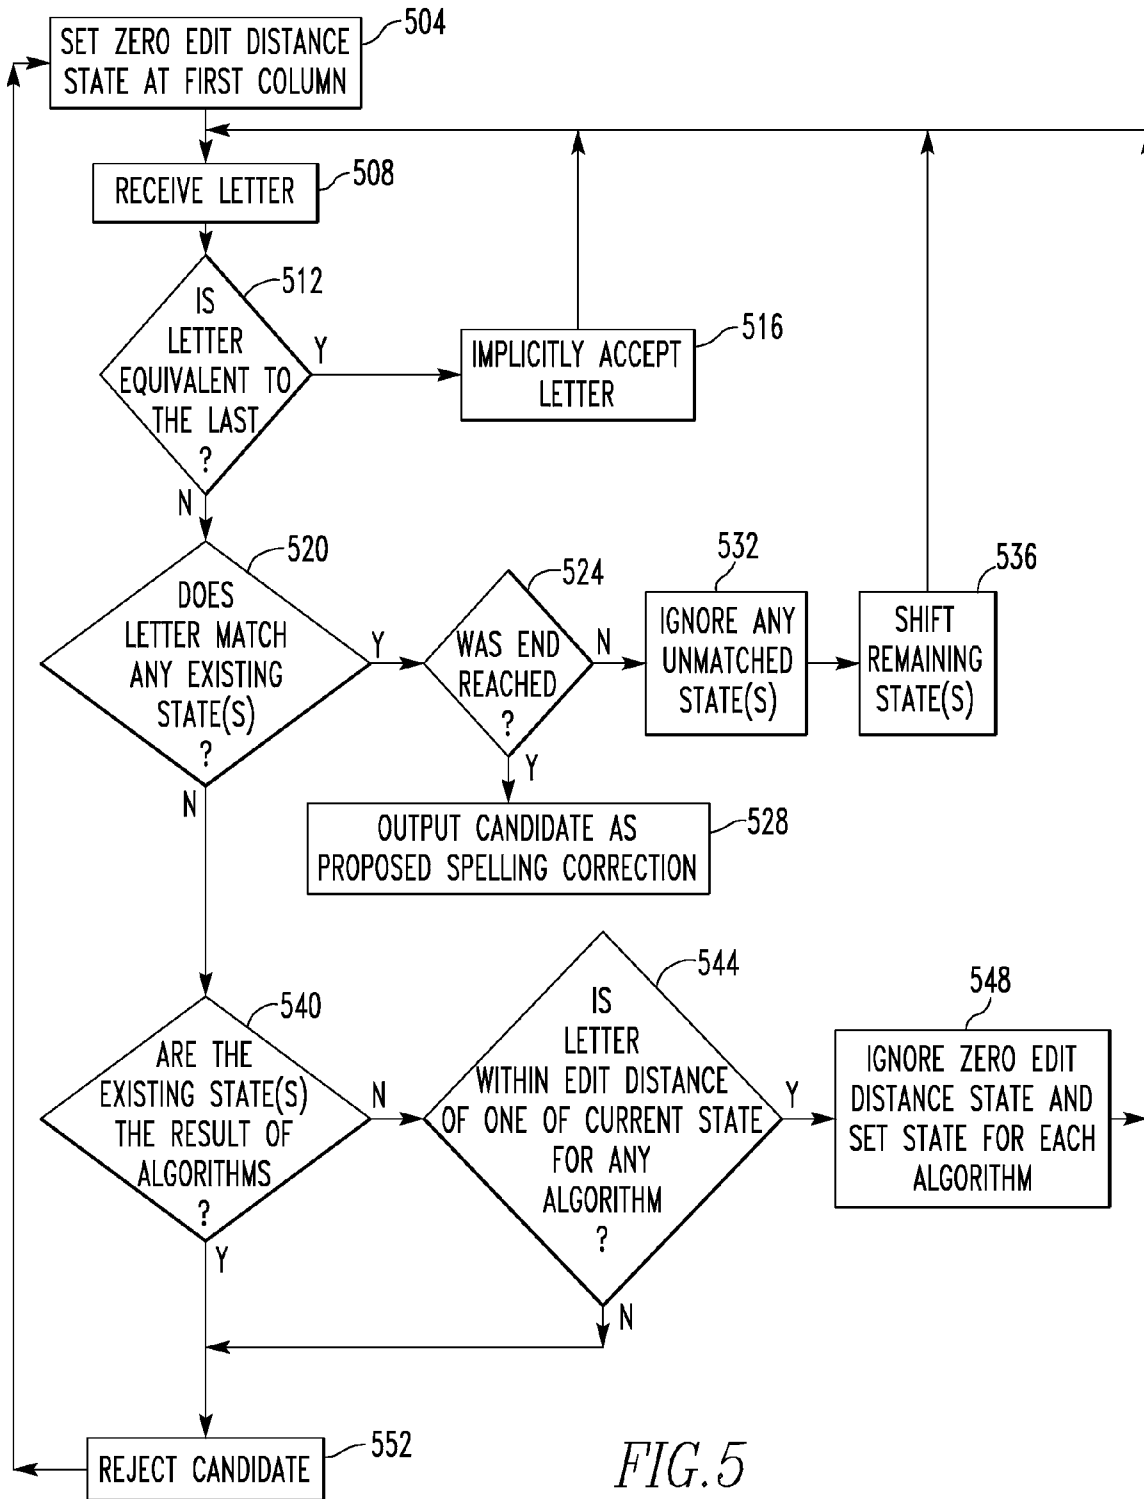 SET ZERO EDIT DISTANCE
STATE AT FIRST COLUMN
504
RECEIVE LETTER
508
IS
LETTER
EQUIVALENT TO
THE LAST
?
512
Y
N
IMPLICITLY ACCEPT
LETTER
516
DOES
LETTER MATCH
ANY EXISTING
STATE(S)
?
520
Y
N
WAS END
REACHED
?
524
N
Y
IGNORE ANY
UNMATCHED
STATE(S)
532
SHIFT
REMAINING
STATE(S)
536
OUTPUT CANDIDATE AS
PROPOSED SPELLING CORRECTION
528
ARE THE
EXISTING STATE(S)
THE RESULT OF
ALGORITHMS
?
540
N
Y
IS
LETTER
WITHIN EDIT DISTANCE
OF ONE OF CURRENT STATE
FOR ANY
ALGORITHM
?
544
Y
N
IGNORE ZERO EDIT
DISTANCE STATE AND
SET STATE FOR EACH
ALGORITHM
548
REJECT CANDIDATE
552
FIG.5